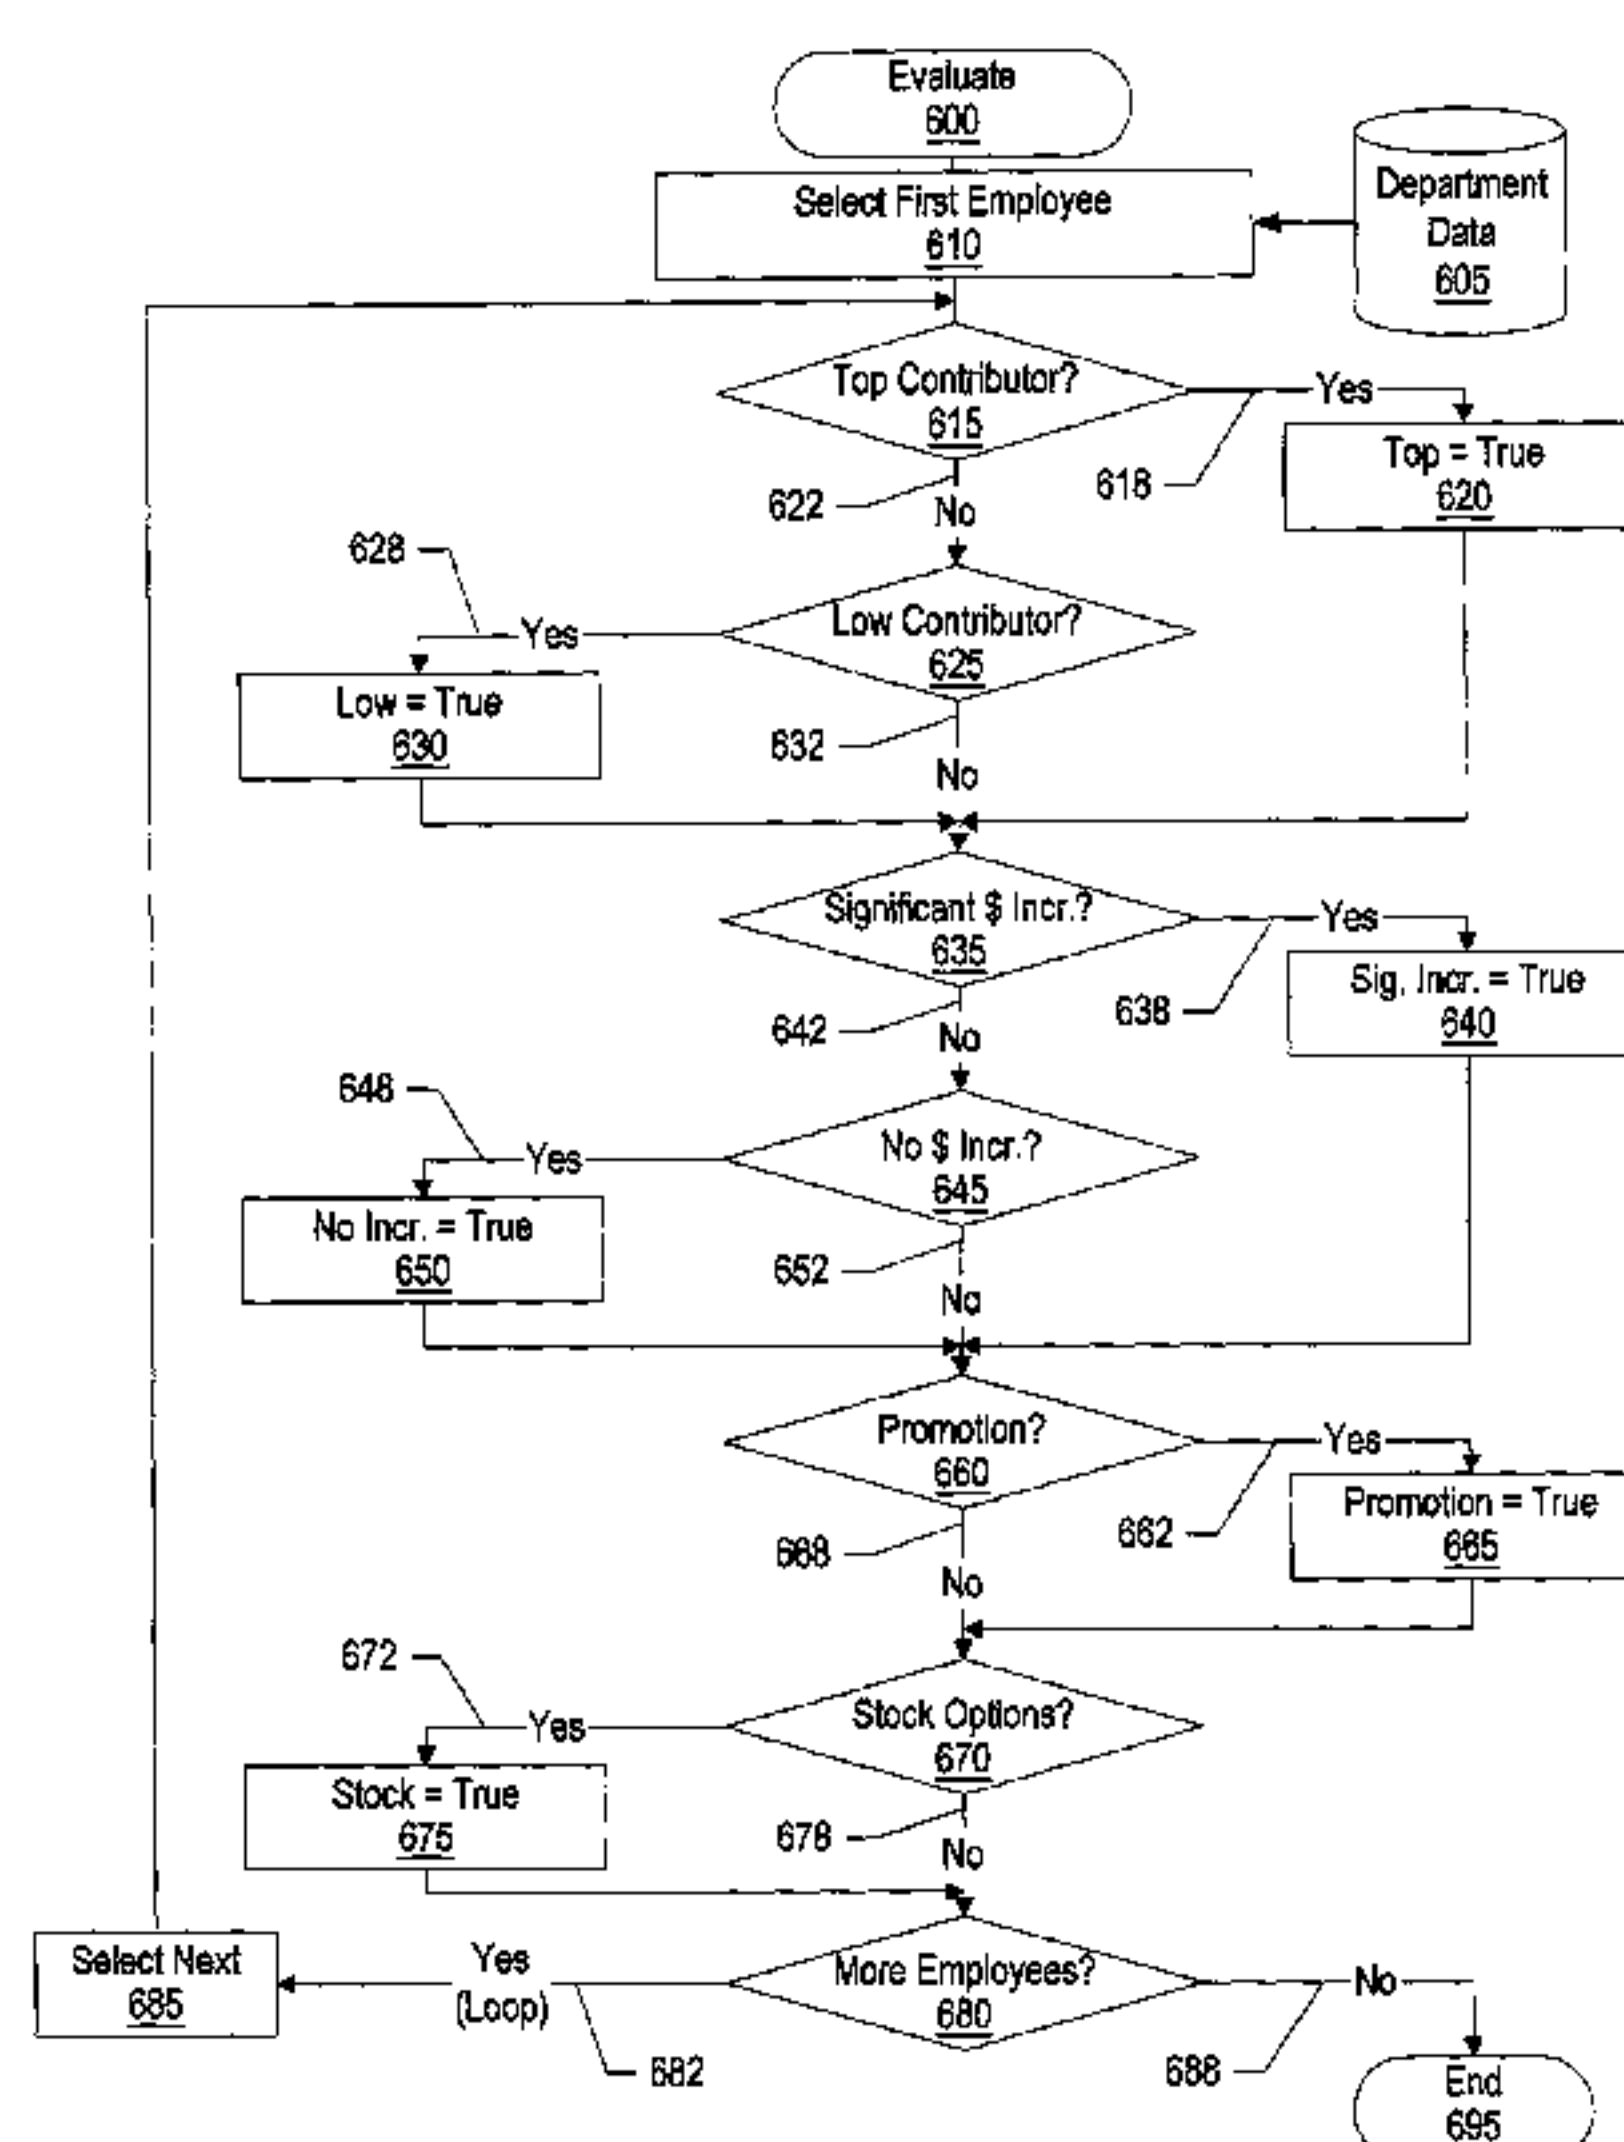 Evaluate
600
Select First Employee
610
Department
Data
605
Top Contributor?
615
Yes
618
Top = True
620
622
No
628
Yes
Low Contributor?
625
Low = True
630
632
No
Significant $ Incr.?
635
Yes
638
Sig. Incr. = True
640
642
No
648
Yes
No $ Incr.?
645
No Incr. = True
650
652
No
Promotion?
660
Yes
662
Promotion = True
665
668
No
672
Yes
Stock Options?
670
Stock = True
675
678
No
Select Next
685
Yes
(Loop)
682
More Employees?
680
No
688
End
695